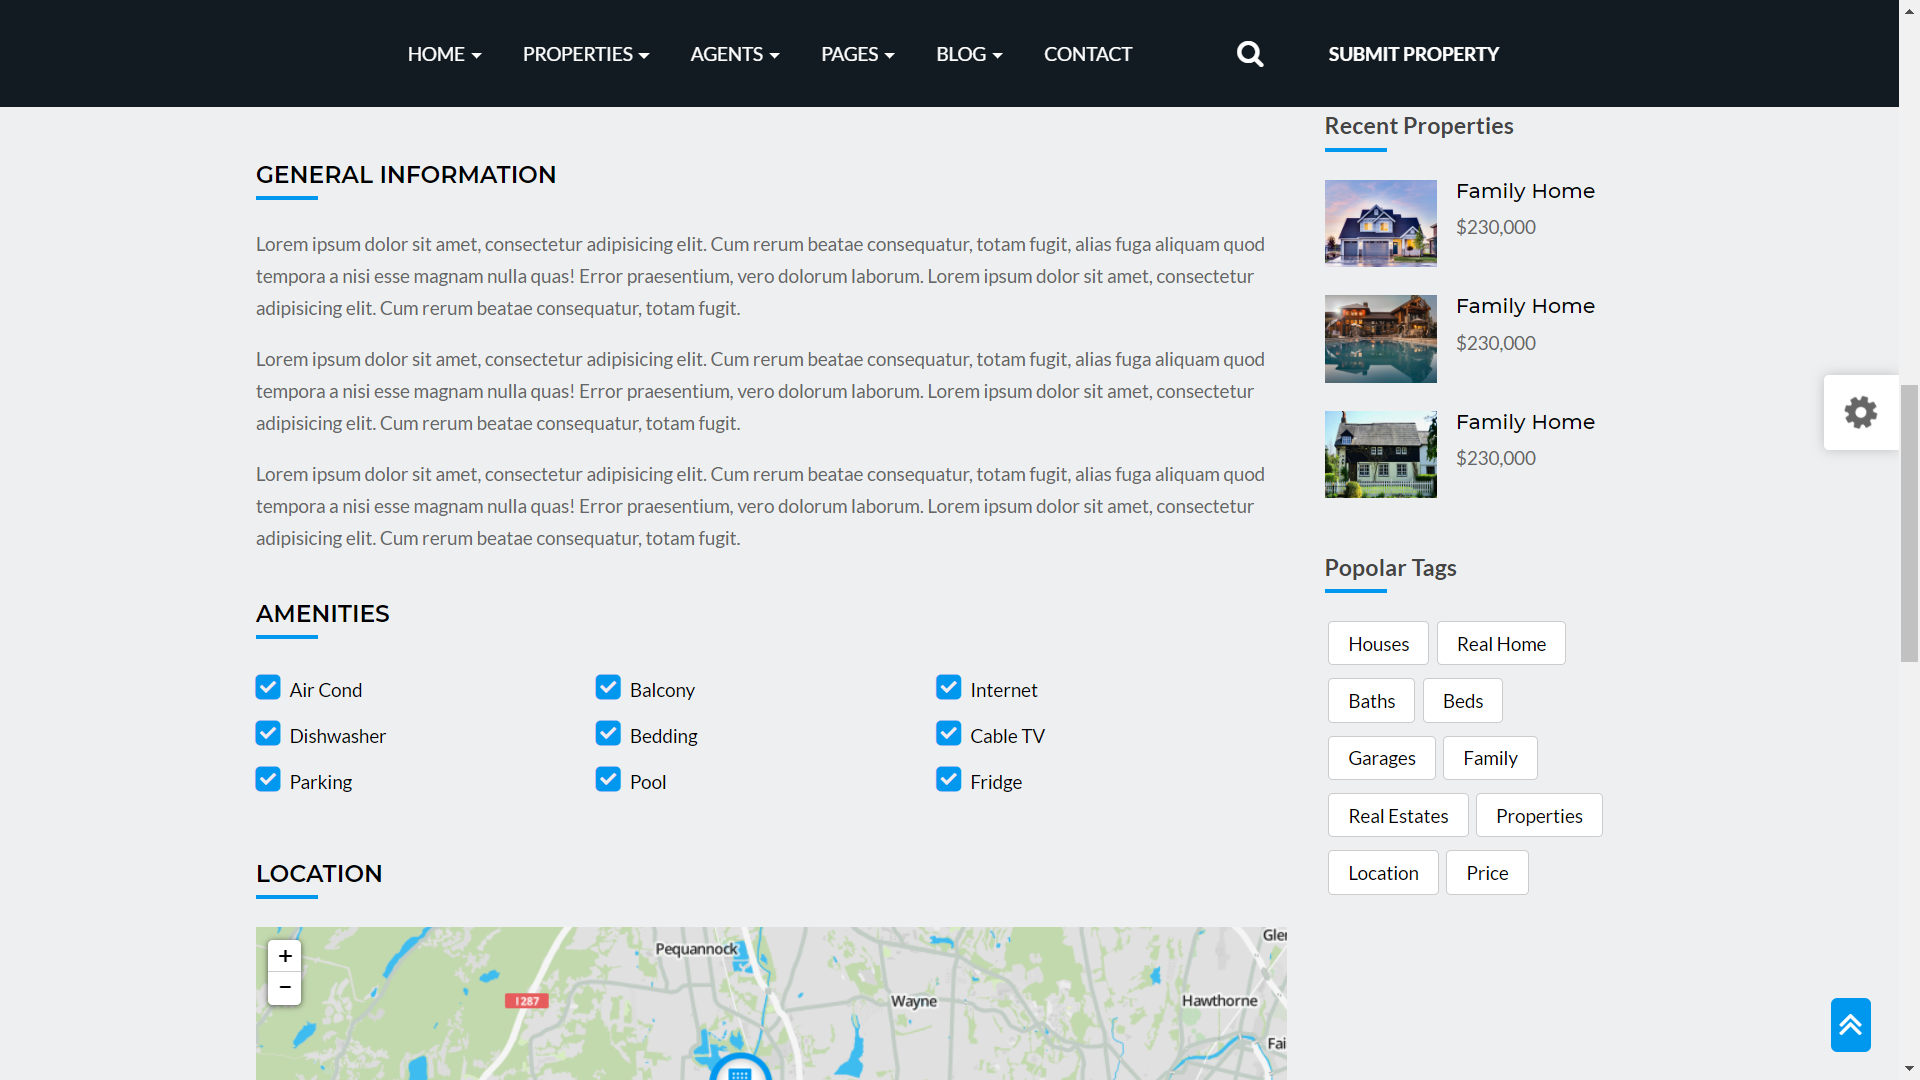 HOME
PROPERTIES
AGENTS
PAGES
BLOG
CONTACT
SUBMIT PROPERTY
GENERAL INFORMATION
Lorem ipsum dolor sit amet, consectetur adipisicing elit. Cum rerum beatae consequatur, totam fugit, alias fuga aliquam quod
tempora a nisi esse magnam nulla quas! Error praesentium, vero dolorum laborum. Lorem ipsum dolor sit amet, consectetur
adipisicing elit. Cum rerum beatae consequatur, totam fugit.
Lorem ipsum dolor sit amet, consectetur adipisicing elit. Cum rerum beatae consequatur, totam fugit, alias fuga aliquam quod
tempora a nisi esse magnam nulla quas! Error praesentium, vero dolorum laborum. Lorem ipsum dolor sit amet, consectetur
adipisicing elit. Cum rerum beatae consequatur, totam fugit.
Lorem ipsum dolor sit amet, consectetur adipisicing elit. Cum rerum beatae consequatur, totam fugit, alias fuga aliquam quod
tempora a nisi esse magnam nulla quas! Error praesentium, vero dolorum laborum. Lorem ipsum dolor sit amet, consectetur
adipisicing elit. Cum rerum beatae consequatur, totam fugit.
AMENITIES
Air Cond
Balcony
Internet
Dishwasher
Bedding
Cable TV
Parking
Pool
Fridge
LOCATION
+
−
Pequannock
I 287
Wayne
Hawthorne
Gler
Fai
Recent Properties
Family Home
$230,000
Family Home
$230,000
Family Home
$230,000
Popolar Tags
Houses
Real Home
Baths
Beds
Garages
Family
Real Estates
Properties
Location
Price